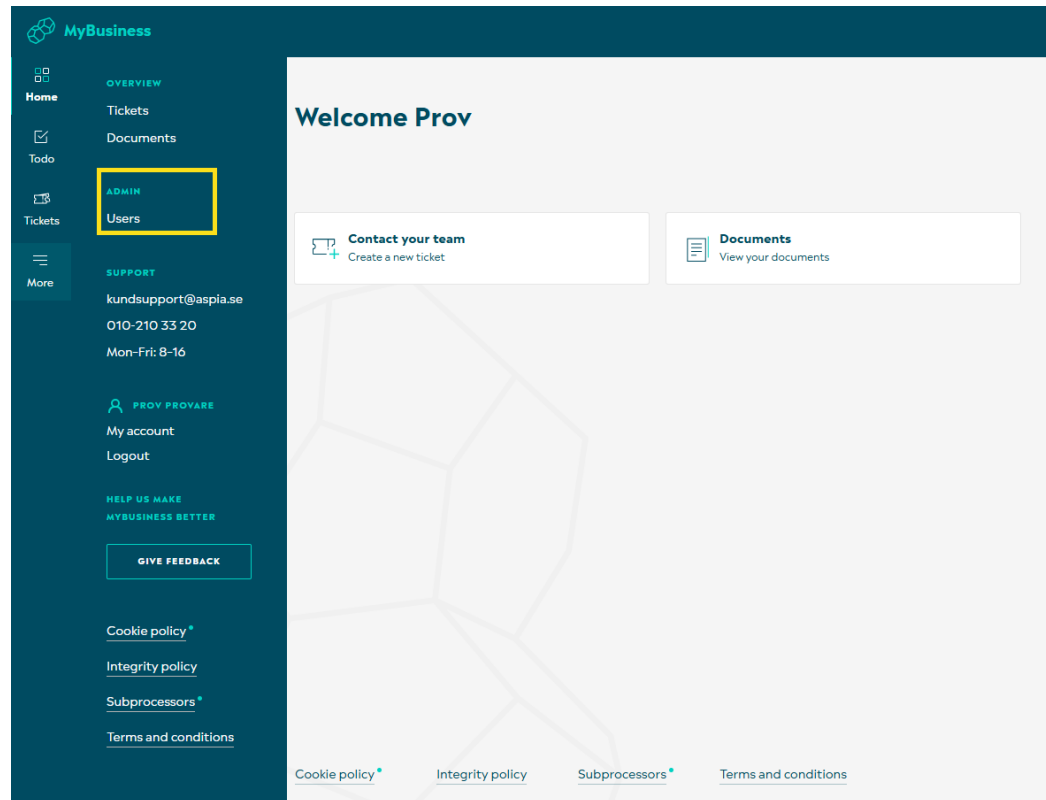 MyBusiness
Home
Todo
Tickets
More
OVERVIEW
Tickets
Documents
ADMIN
Users
SUPPORT
kundsupport@aspia.se
010-210 33 20
Mon-Fri: 8-16
PROV PROVARE
My account
Logout
HELP US MAKE
MYBUSINESS BETTER
GIVE FEEDBACK
Cookie policy
Integrity policy
Subprocessors
Terms and conditions
Welcome Prov
Contact your team
Create a new ticket
Documents
View your documents
Cookie policy
Integrity policy
Subprocessors
Terms and conditions